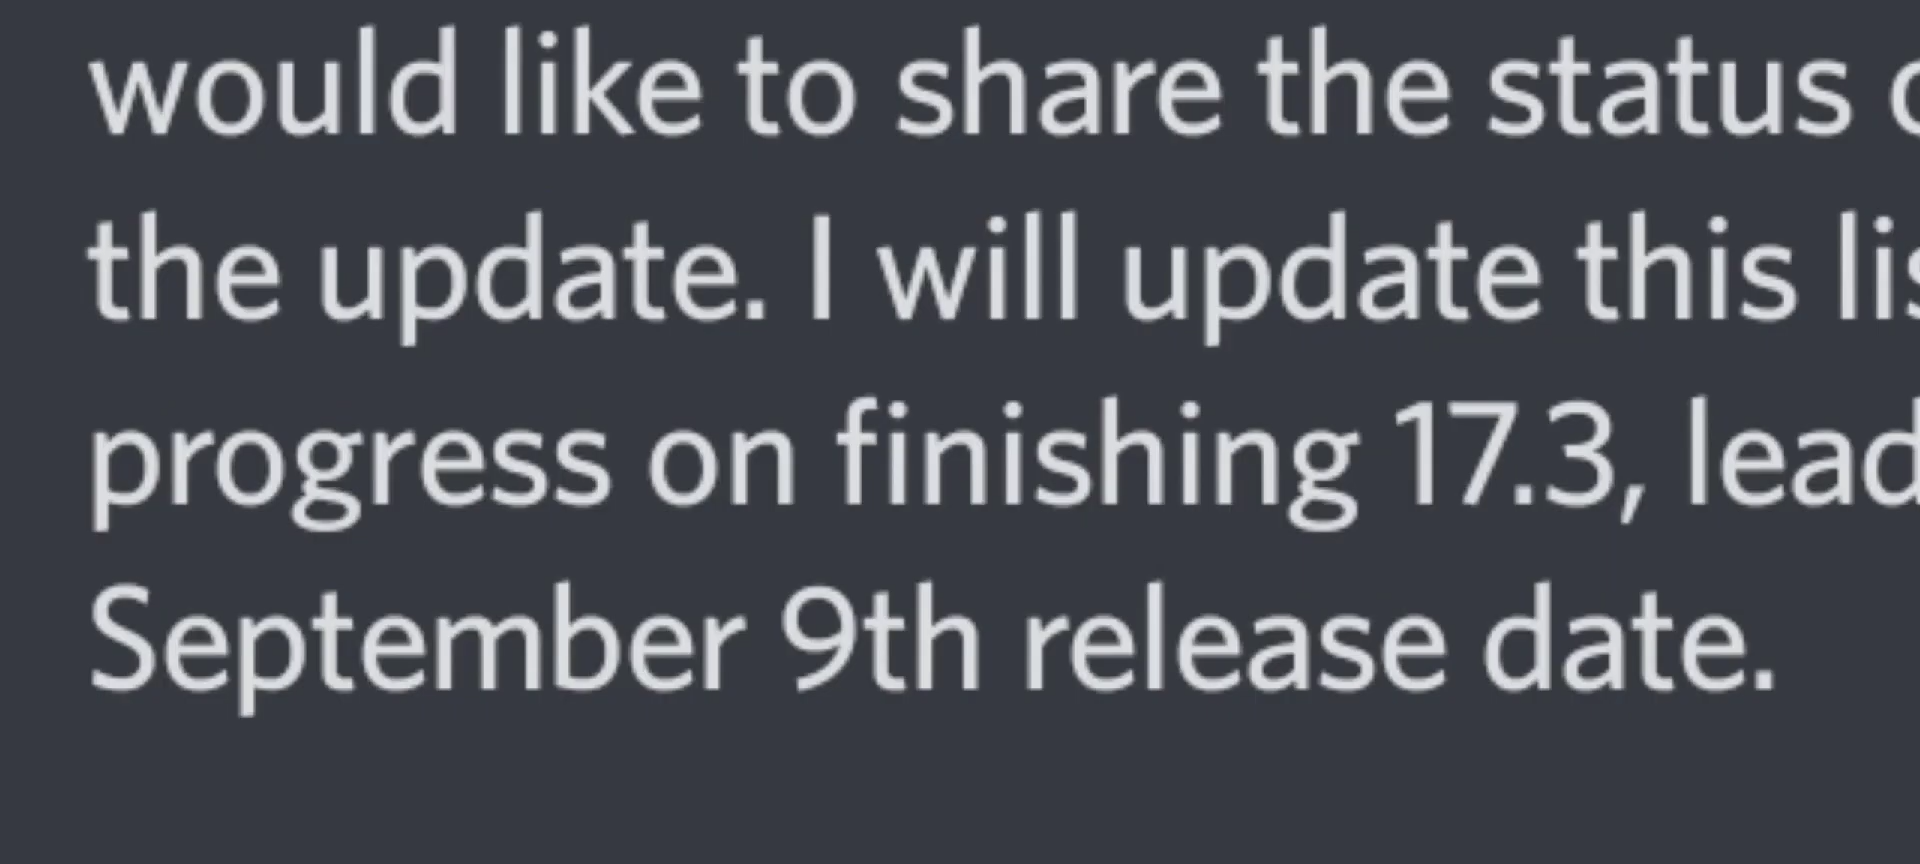 would like to share the status
the update. I will update this
progress on finishing 17.3, lead
September 9th release date.